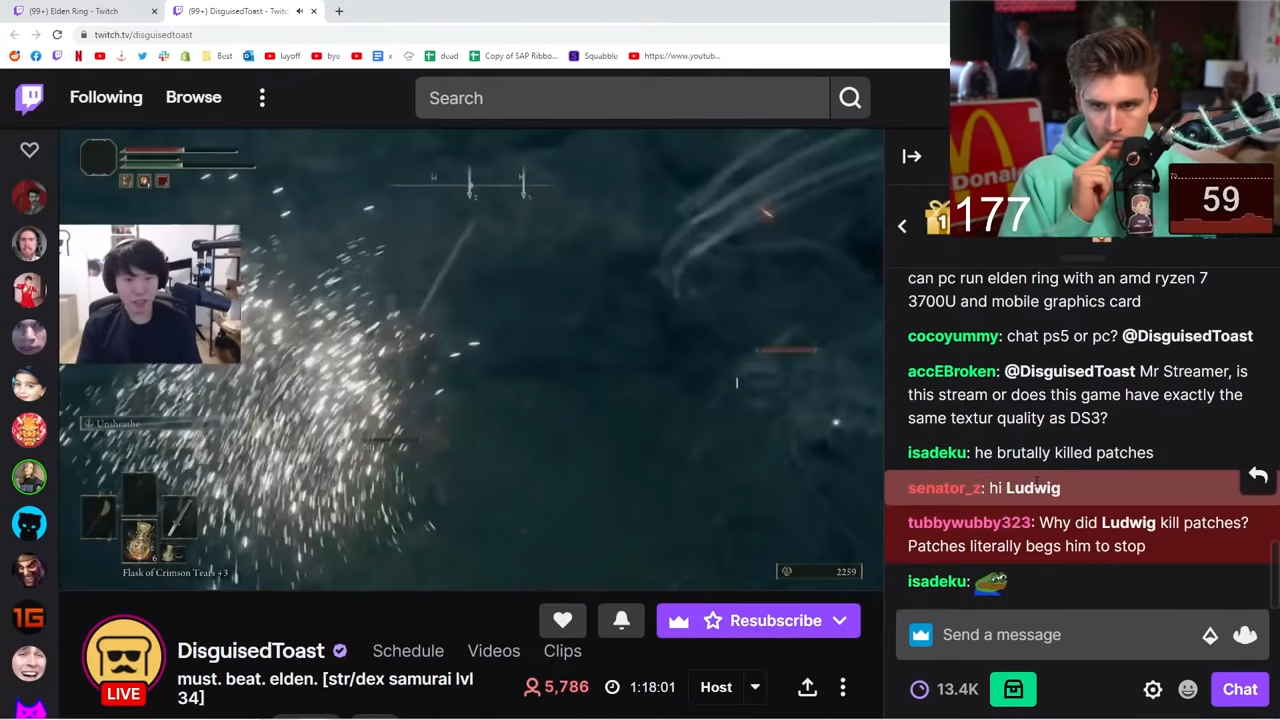 (99+) Elden Ring - Twitch
(99+) DisguisedToast - Twitch
twitch.tv/disguisedtoast
Best
layoff
bye
x
dead
Copy of SAP Ribbo...
Squabble
https://www.youtub...
Following
Browse
Search
McDonald
177
59
1
can pc run elden ring with an amd ryzen 7
3700U and mobile graphics card
cocoyummy: chat ps5 or pc? @DisguisedToast
accEBroken: @DisguisedToast Mr Streamer, is
this stream or does this game have exactly the
same textur quality as DS3?
isadeku: he brutally killed patches
senator_z: hi Ludwig
tubbywubby323: Why did Ludwig kill patches?
Patches literally begs him to stop
isadeku:
Unsheathe
6
Flask of Crimson Tears +3
2259
1G
Resubscribe
Send a message
DisguisedToast
Schedule
Videos
Clips
must. beat. elden. [str/dex samurai lvl
34]
LIVE
5,786
1:18:01
Host
13.4K
Chat